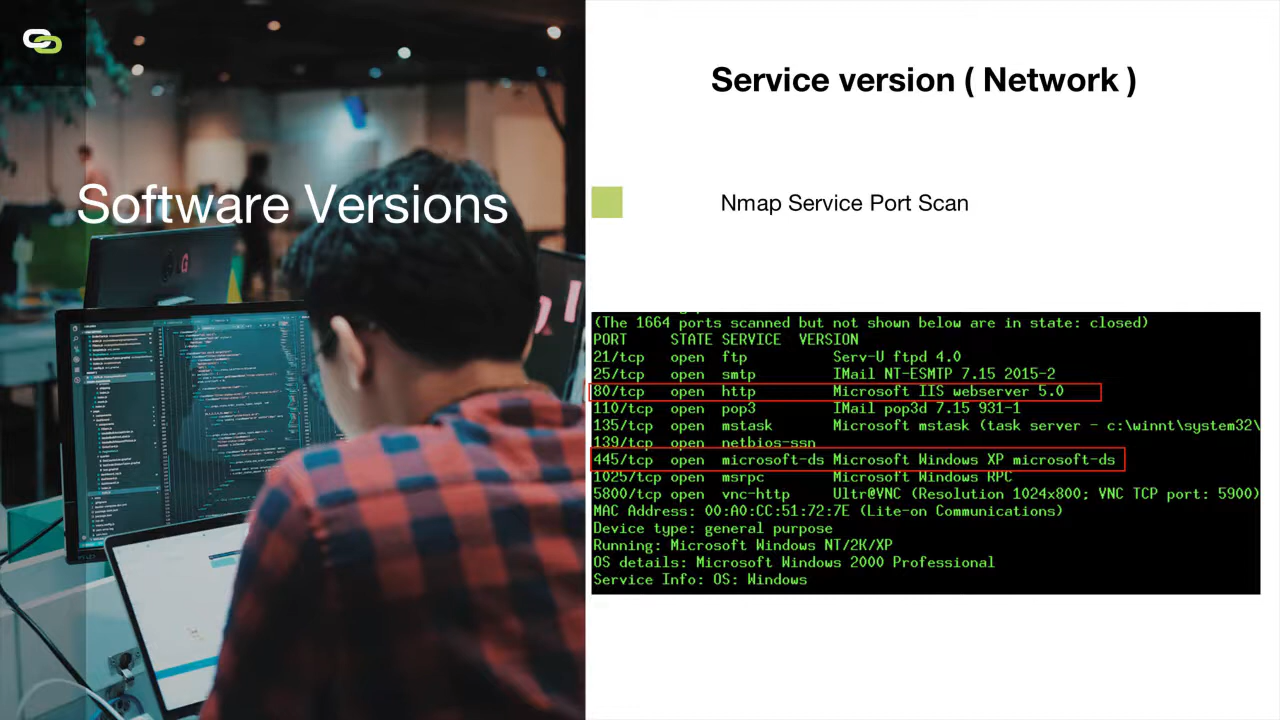 Software Versions
Service version ( Network )
Nmap Service Port Scan
(The 1664 ports scanned but not shown below are in state: closed)
PORT STATE SERVICE VERSION
21/tcp open ftp Serv-U ftpd 4.0
25/tcp open smtp IMail NT-ESMTP 7.15 2015-2
80/tcp open http Microsoft IIS webserver 5.0
110/tcp open pop3 IMail pop3d 7.15 931-1
135/tcp open mstask Microsoft mstask (task server - c:\winnt\system32\
139/tcp open netbios-ssn
445/tcp open microsoft-ds Microsoft Windows XP microsoft-ds
1025/tcp open msrpc Microsoft Windows RPC
5800/tcp open vnc-http Ultr@VNC (Resolution 1024x800; VNC TCP port: 5900)
MAC Address: 00:A0:CC:51:72:7E (Lite-on Communications)
Device type: general purpose
Running: Microsoft Windows NT/2K/XP
OS details: Microsoft Windows 2000 Professional
Service Info: OS: Windows